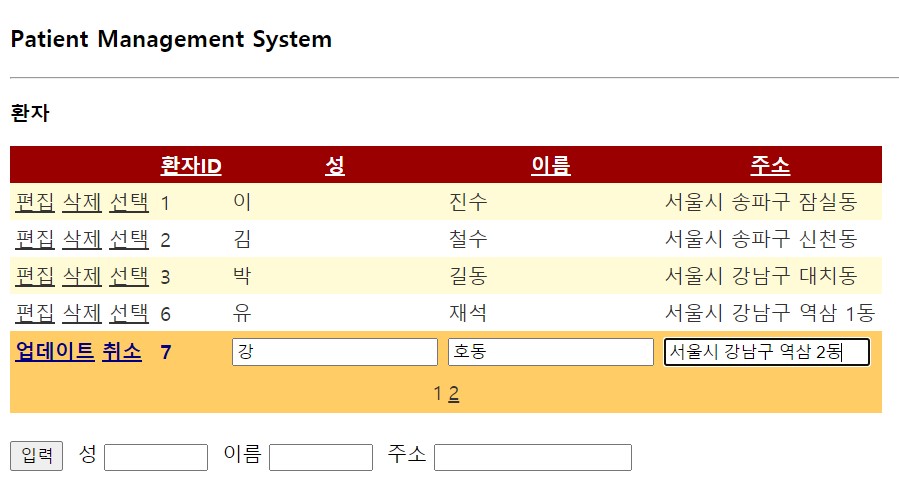 Patient Management System
환자
환자ID 성 이름 주소
편집 삭제 선택 1 이 진수 서울시 송파구 잠실동
편집 삭제 선택 2 김 철수 서울시 송파구 신천동
편집 삭제 선택 3 박 길동 서울시 강남구 대치동
편집 삭제 선택 6 유 재석 서울시 강남구 역삼 1동
업데이트 취소 7 강 호동 서울시 강남구 역삼 2동
1 2
입력 성 이름 주소